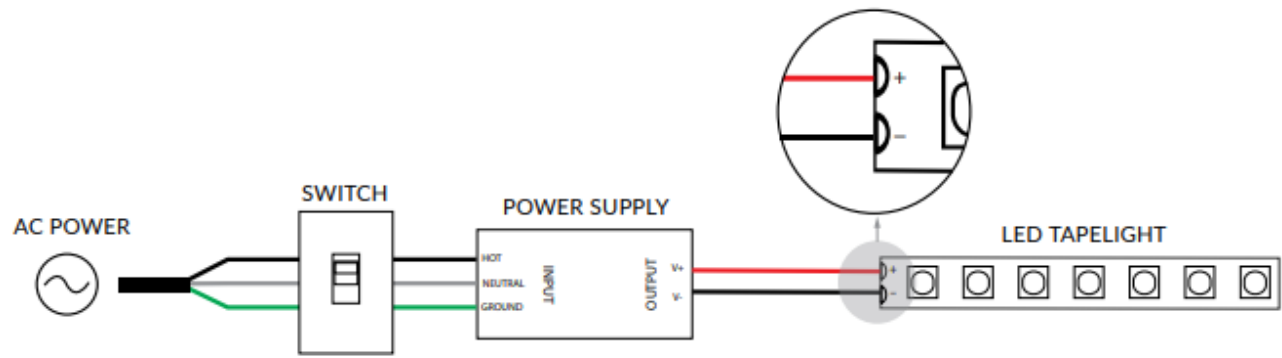 AC POWER
SWITCH
POWER SUPPLY
HOT
NEUTRAL
GROUND
INPUT
OUTPUT
V+
V-
+
−
LED TAPELIGHT
+
−